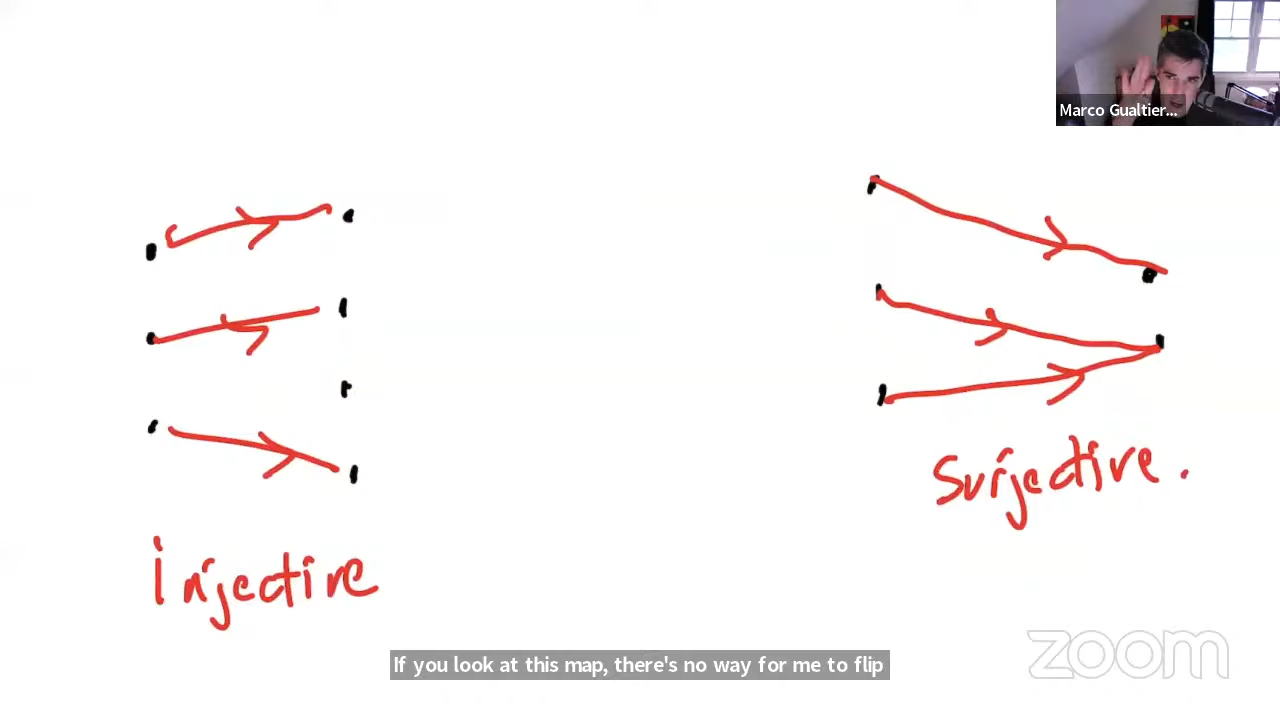 Marco Gualtier...
Surjective.
injective
If you look at this map, there's no way for me to flip
zoom